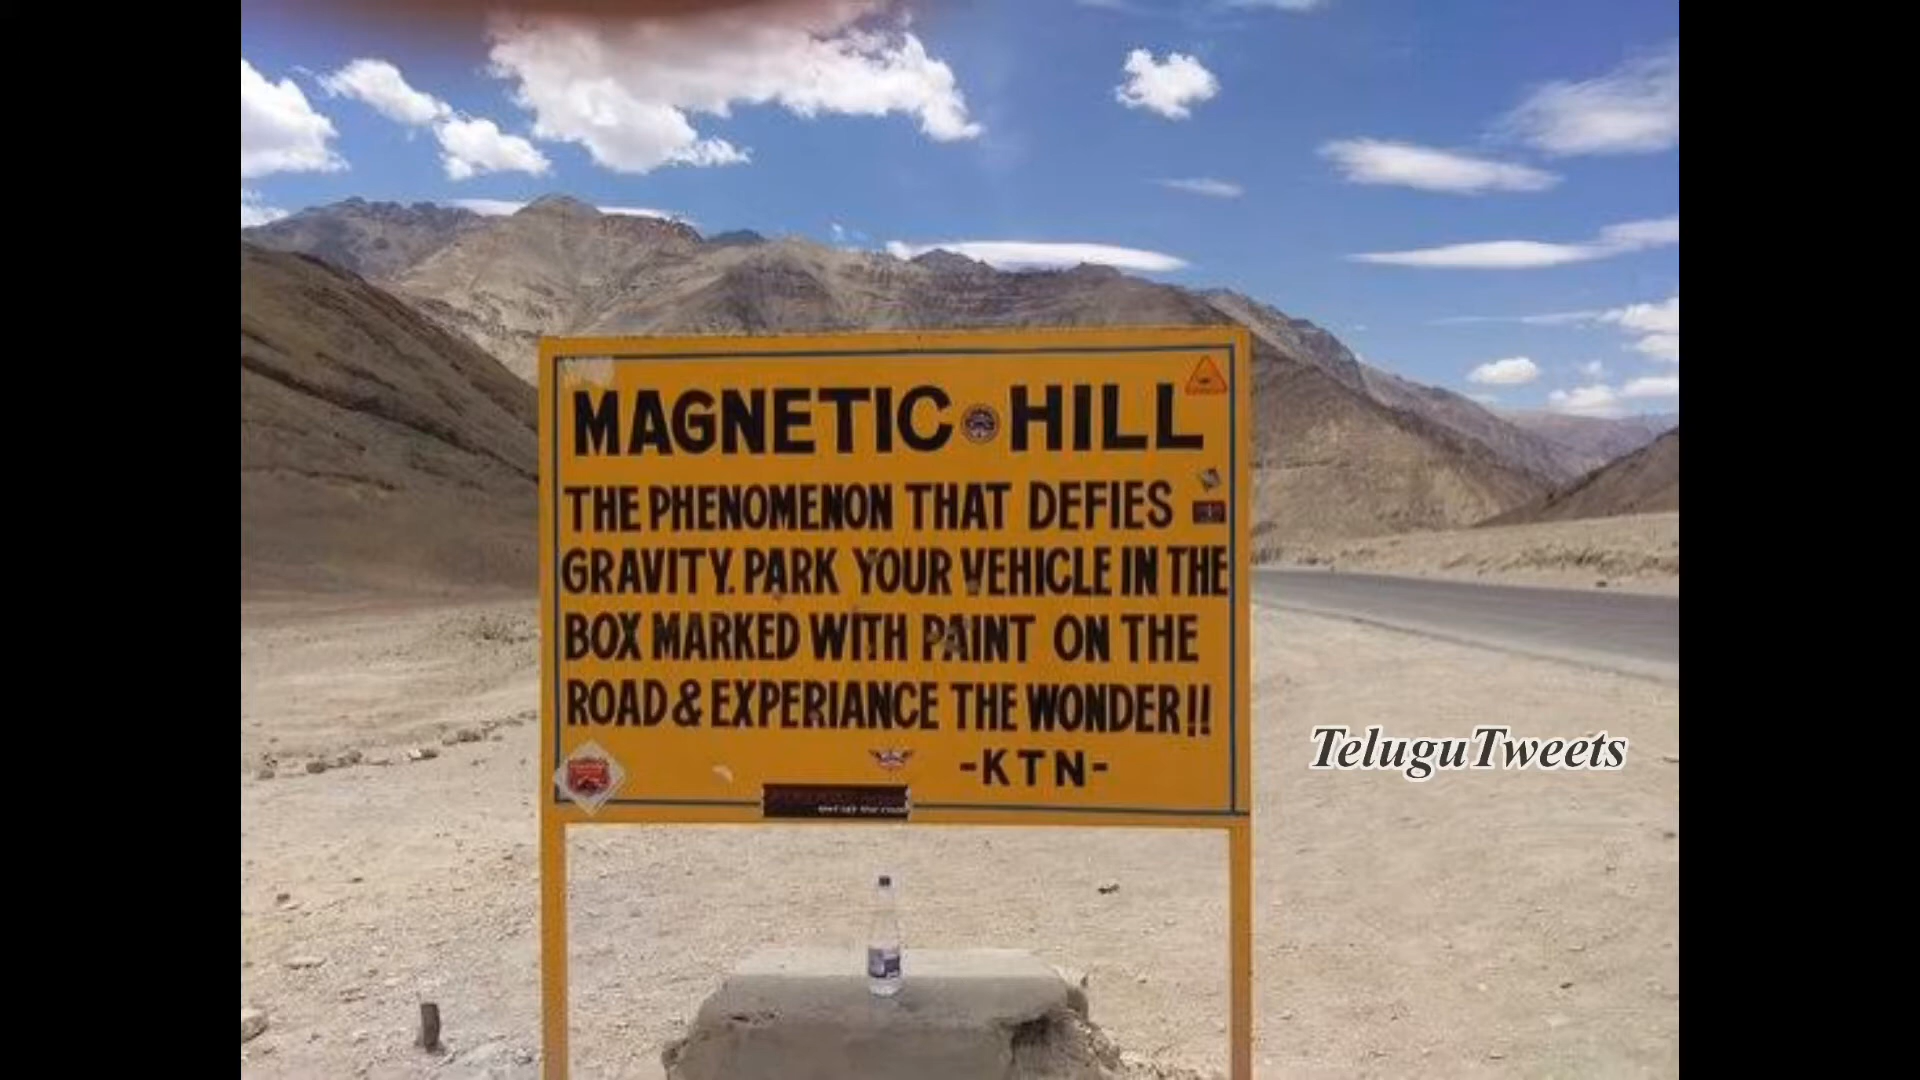 MAGNETIC HILL
THE PHENOMENON THAT DEFIES
GRAVITY. PARK YOUR VEHICLE IN THE
BOX MARKED WITH PAINT ON THE
ROAD & EXPERIANCE THE WONDER!!
-KTN-
TeluguTweets